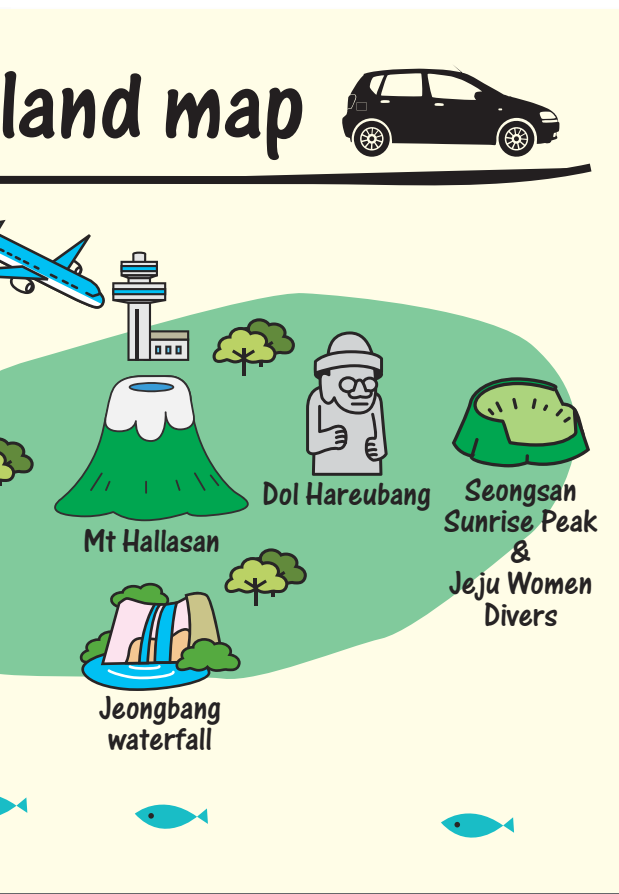 land map
Dol Hareubang
Seongsan
Sunrise Peak
&
Jeju Women
Divers
Mt Hallasan
Jeongbang
waterfall